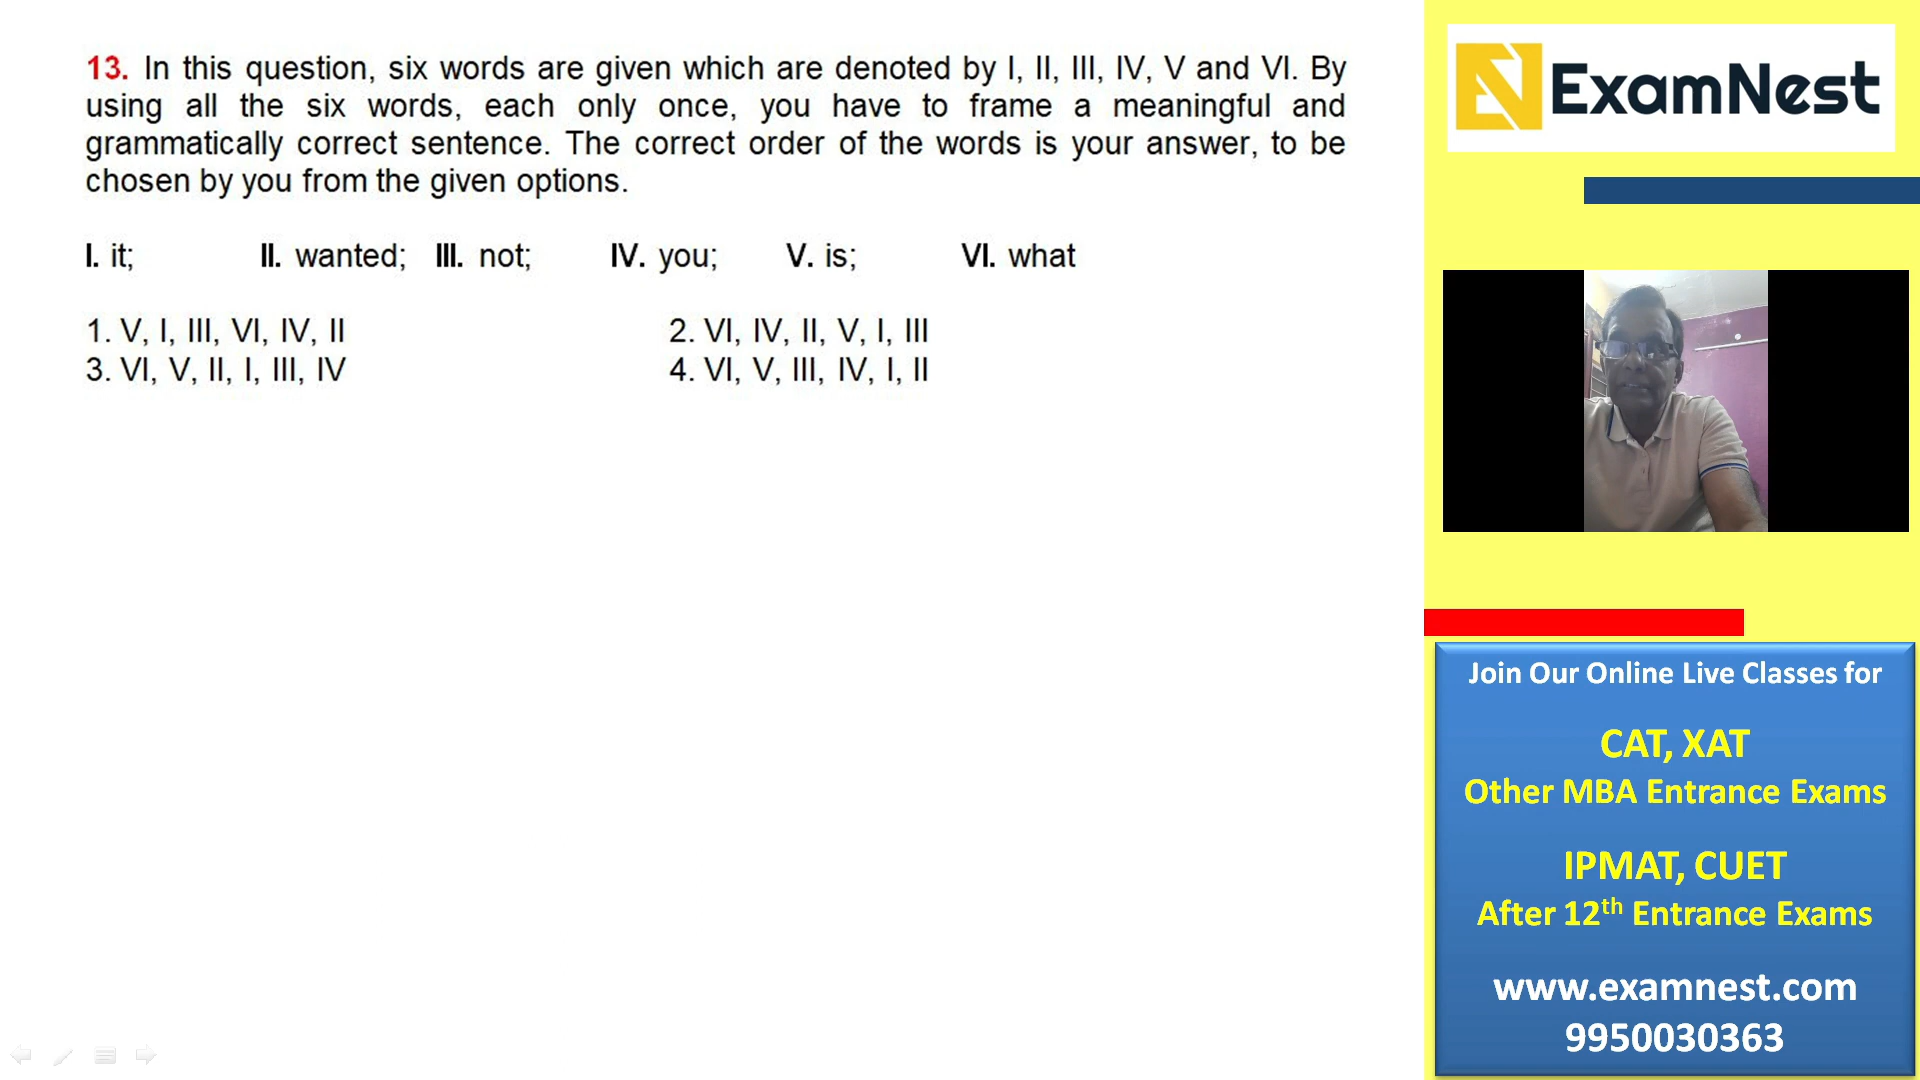 13. In this question, six words are given which are denoted by I, II, III, IV, V and VI. By
using all the six words, each only once, you have to frame a meaningful and
grammatically correct sentence. The correct order of the words is your answer, to be
chosen by you from the given options.
I. it; II. wanted; III. not; IV. you; V. is; VI. what
1. V, I, III, VI, IV, II 2. VI, IV, II, V, I, III
3. VI, V, II, I, III, IV 4. VI, V, III, IV, I, II
ExamNest
Join Our Online Live Classes for
CAT, XAT
Other MBA Entrance Exams
IPMAT, CUET
After 12th Entrance Exams
www.examnest.com
9950030363